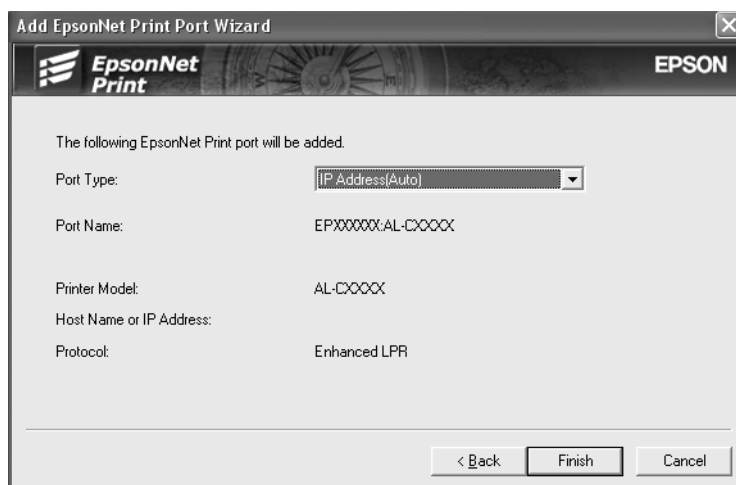 Add EpsonNet Print Port Wizard
EpsonNet
Print
EPSON
The following EpsonNet Print port will be added.
Port Type: IP Address(Auto)
Port Name: EPXXXXXX:AL-CXXXX
Printer Model: AL-CXXXX
Host Name or IP Address:
Protocol: Enhanced LPR
< Back Finish Cancel